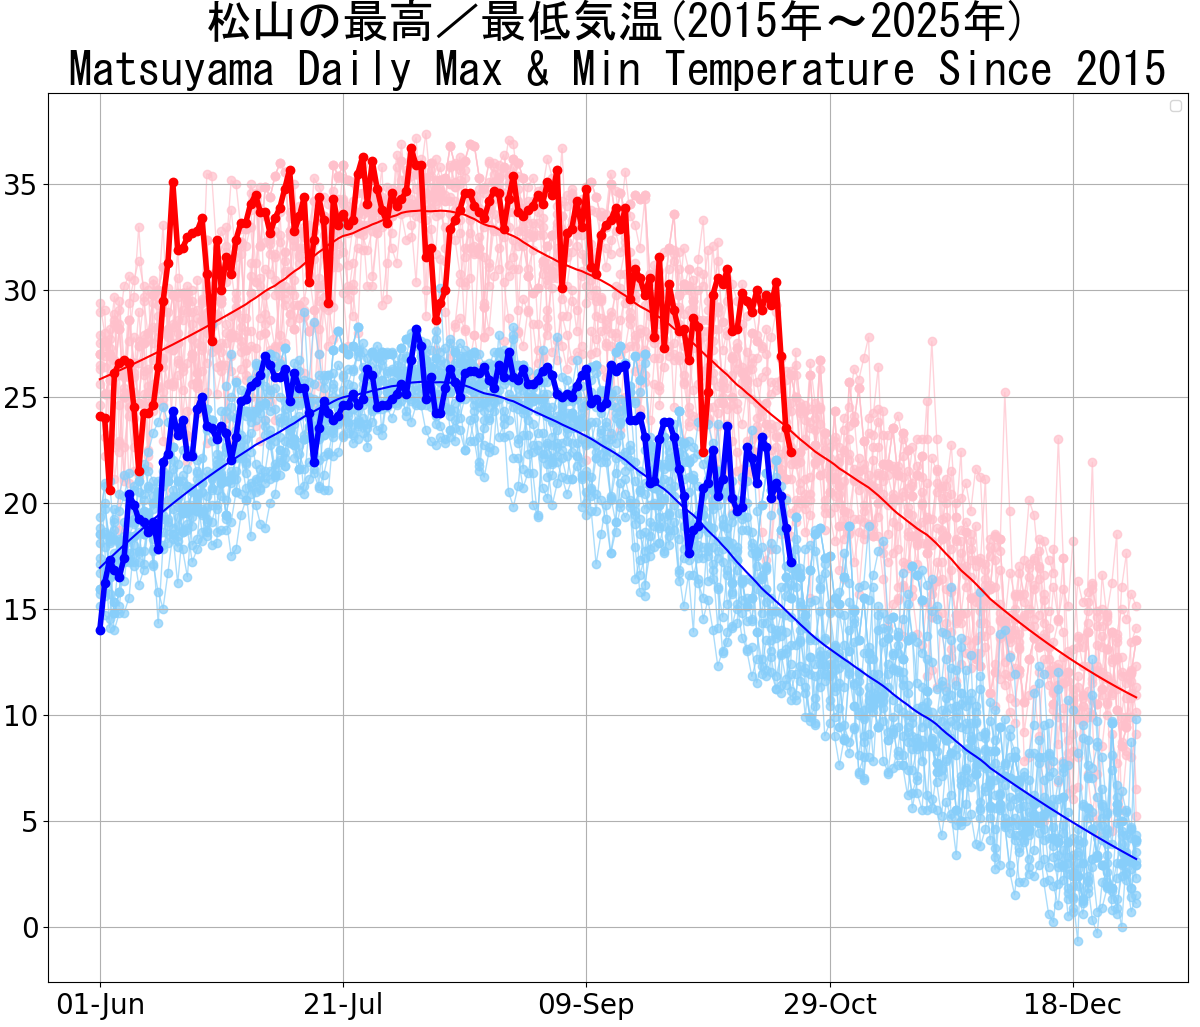 松山の最高／最低気温(2015年～2025年)
Matsuyama Daily Max & Min Temperature Since 2015
35
30
25
20
15
10
5
0
01-Jun 21-Jul 09-Sep 29-Oct 18-Dec